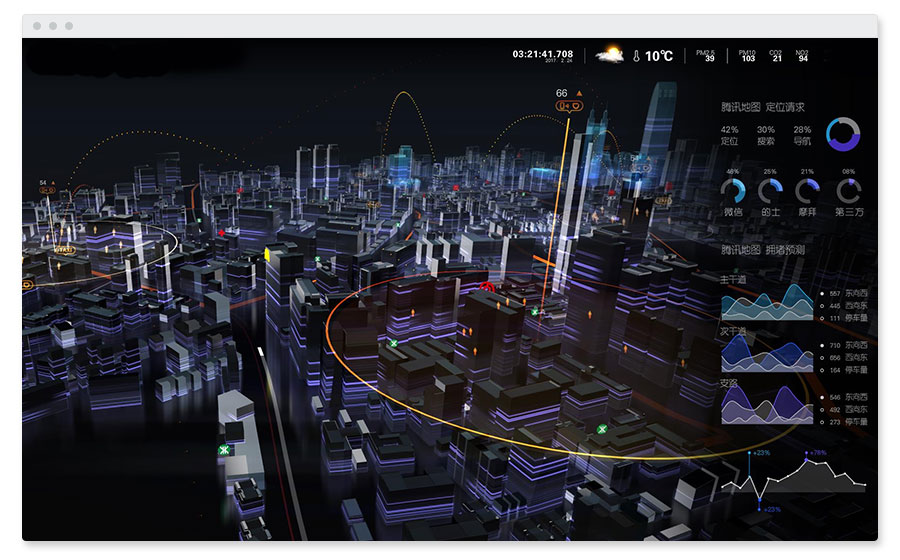 03:21:41.708
2017. 2. 24
10℃
PM2.5
39
PM10
103
CO2
21
NO2
94
66
54
TAXI
腾讯地图 定位请求
42%
定位
30%
搜索
28%
导航
46%
微信
25%
的士
21%
摩拜
08%
第三方
腾讯地图 拥堵预测
主干道
557 东向西
445 西向东
111 停车量
次干道
710 东向西
656 西向东
164 停车量
支路
546 东向西
492 西向东
273 停车量
+23%
+76%
+23%